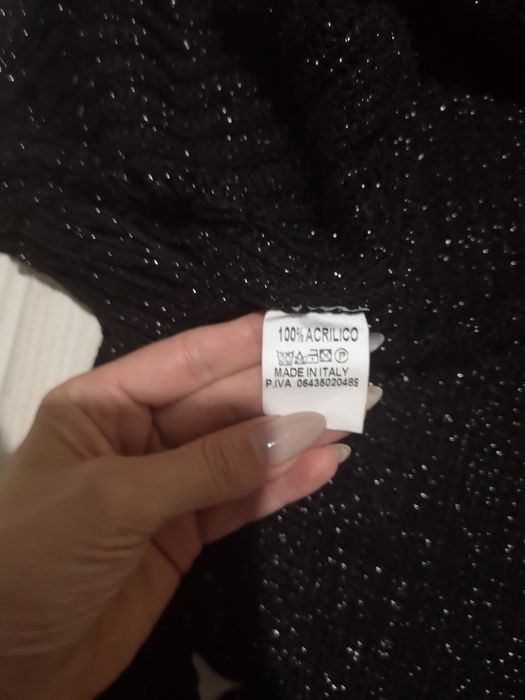 100% ACRILICO
MADE IN ITALY
P.IVA 06435020489